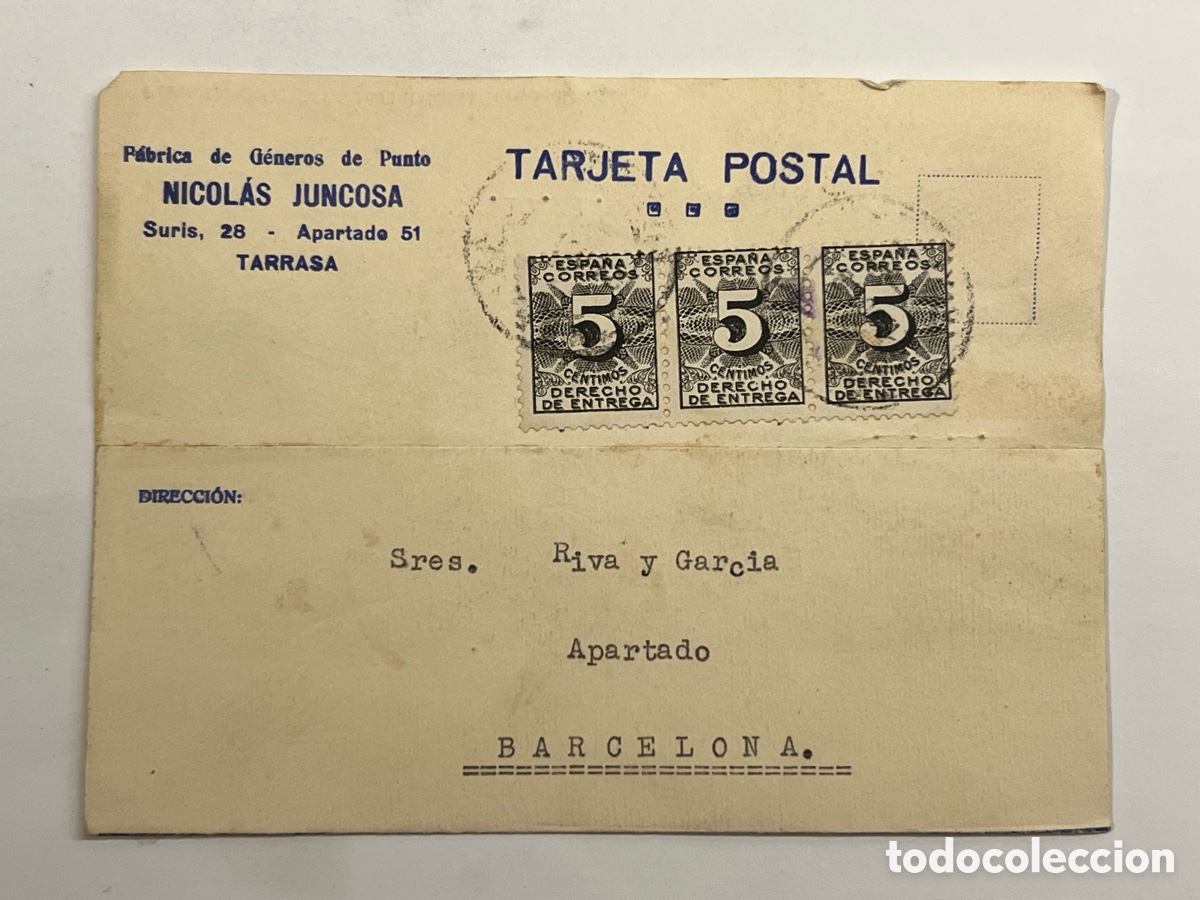 Fábrica de Géneros de Punto
NICOLÁS JUNCOSA
Suris, 28 - Apartado 51
TARRASA
TARJETA POSTAL
ESPAÑA
CORREOS
5
CENTIMOS
DERECHO
DE ENTREGA
ESPAÑA
CORREOS
5
CENTIMOS
DERECHO
DE ENTREGA
ESPAÑA
CORREOS
5
CENTIMOS
DERECHO
DE ENTREGA
DIRECCIÓN:
Sres. Riva y Garcia
Apartado
BARCELONA.
todocoleccion